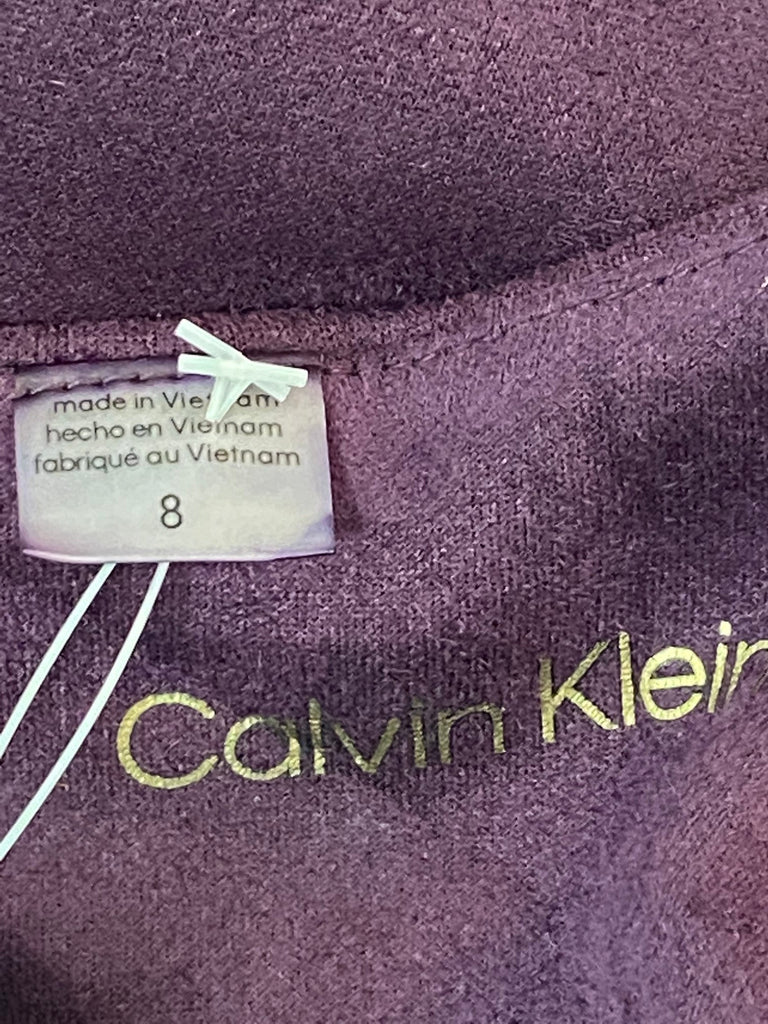 made in Vietnam
hecho en Vietnam
fabriqué au Vietnam
8
Calvin Klein